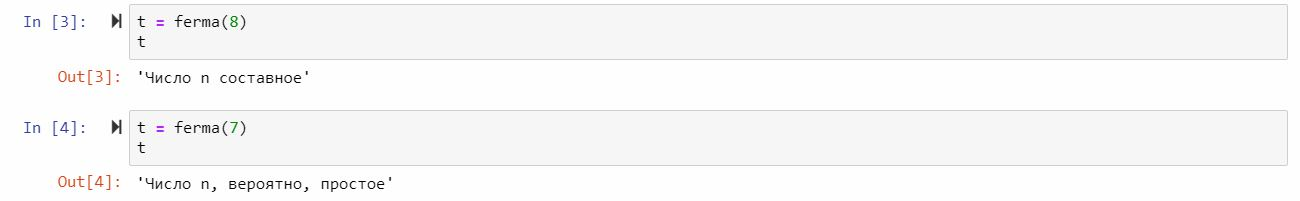 In [3]: t = ferma(8)
t
Out[3]: 'Число n составное'
In [4]: t = ferma(7)
t
Out[4]: 'Число n, вероятно, простое'